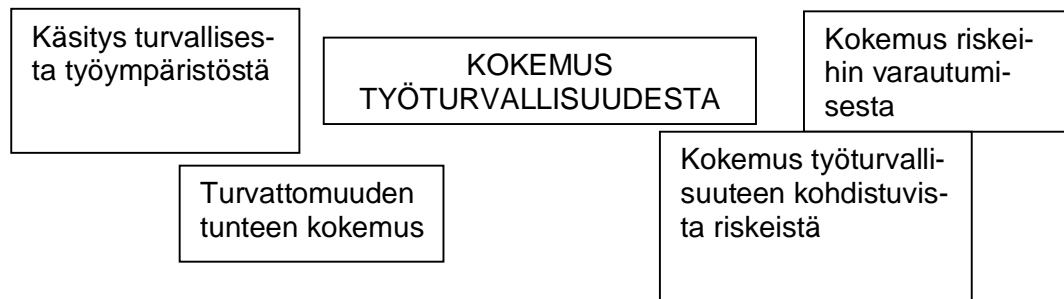 Käsitys turvallises-
ta työympäristöstä
KOKEMUS
TYÖTURVALLISUUDESTA
Kokemus riskei-
hin varautumi-
sesta
Turvattomuuden
tunteen kokemus
Kokemus työturvalli-
suuteen kohdistuvis-
ta riskeistä